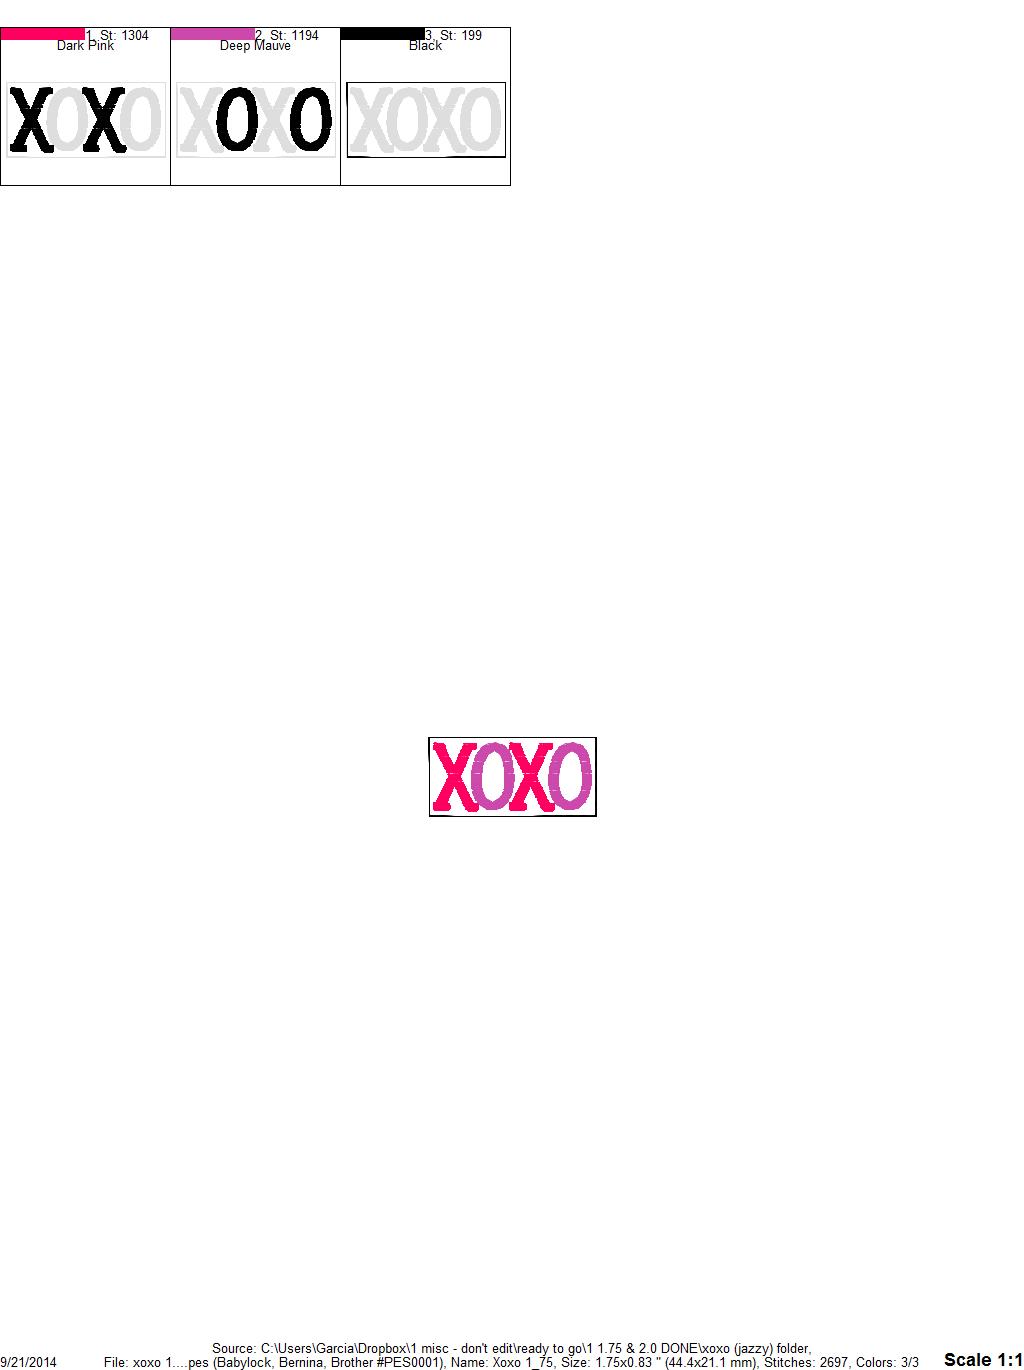 1, St: 1304
Dark Pink
2, St: 1194
Deep Mauve
3, St: 199
Black
XOXO
XOXO
XOXO
XOXO
Source: C:\Users\Garcia\Dropbox\1 misc - don't edit\ready to go\1 1.75 & 2.0 DONE\xoxo (jazzy) folder,
9/21/2014 File: xoxo 1....pes (Babylock, Bernina, Brother #PES0001), Name: Xoxo 1_75, Size: 1.75x0.83 " (44.4x21.1 mm), Stitches: 2697, Colors: 3/3 Scale 1:1